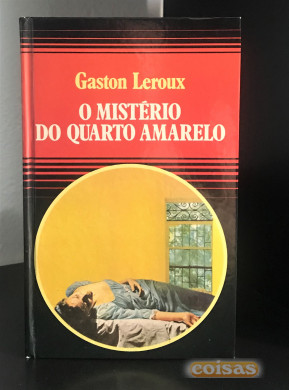 Gaston Leroux
O MISTÉRIO
DO QUARTO AMARELO
coisas